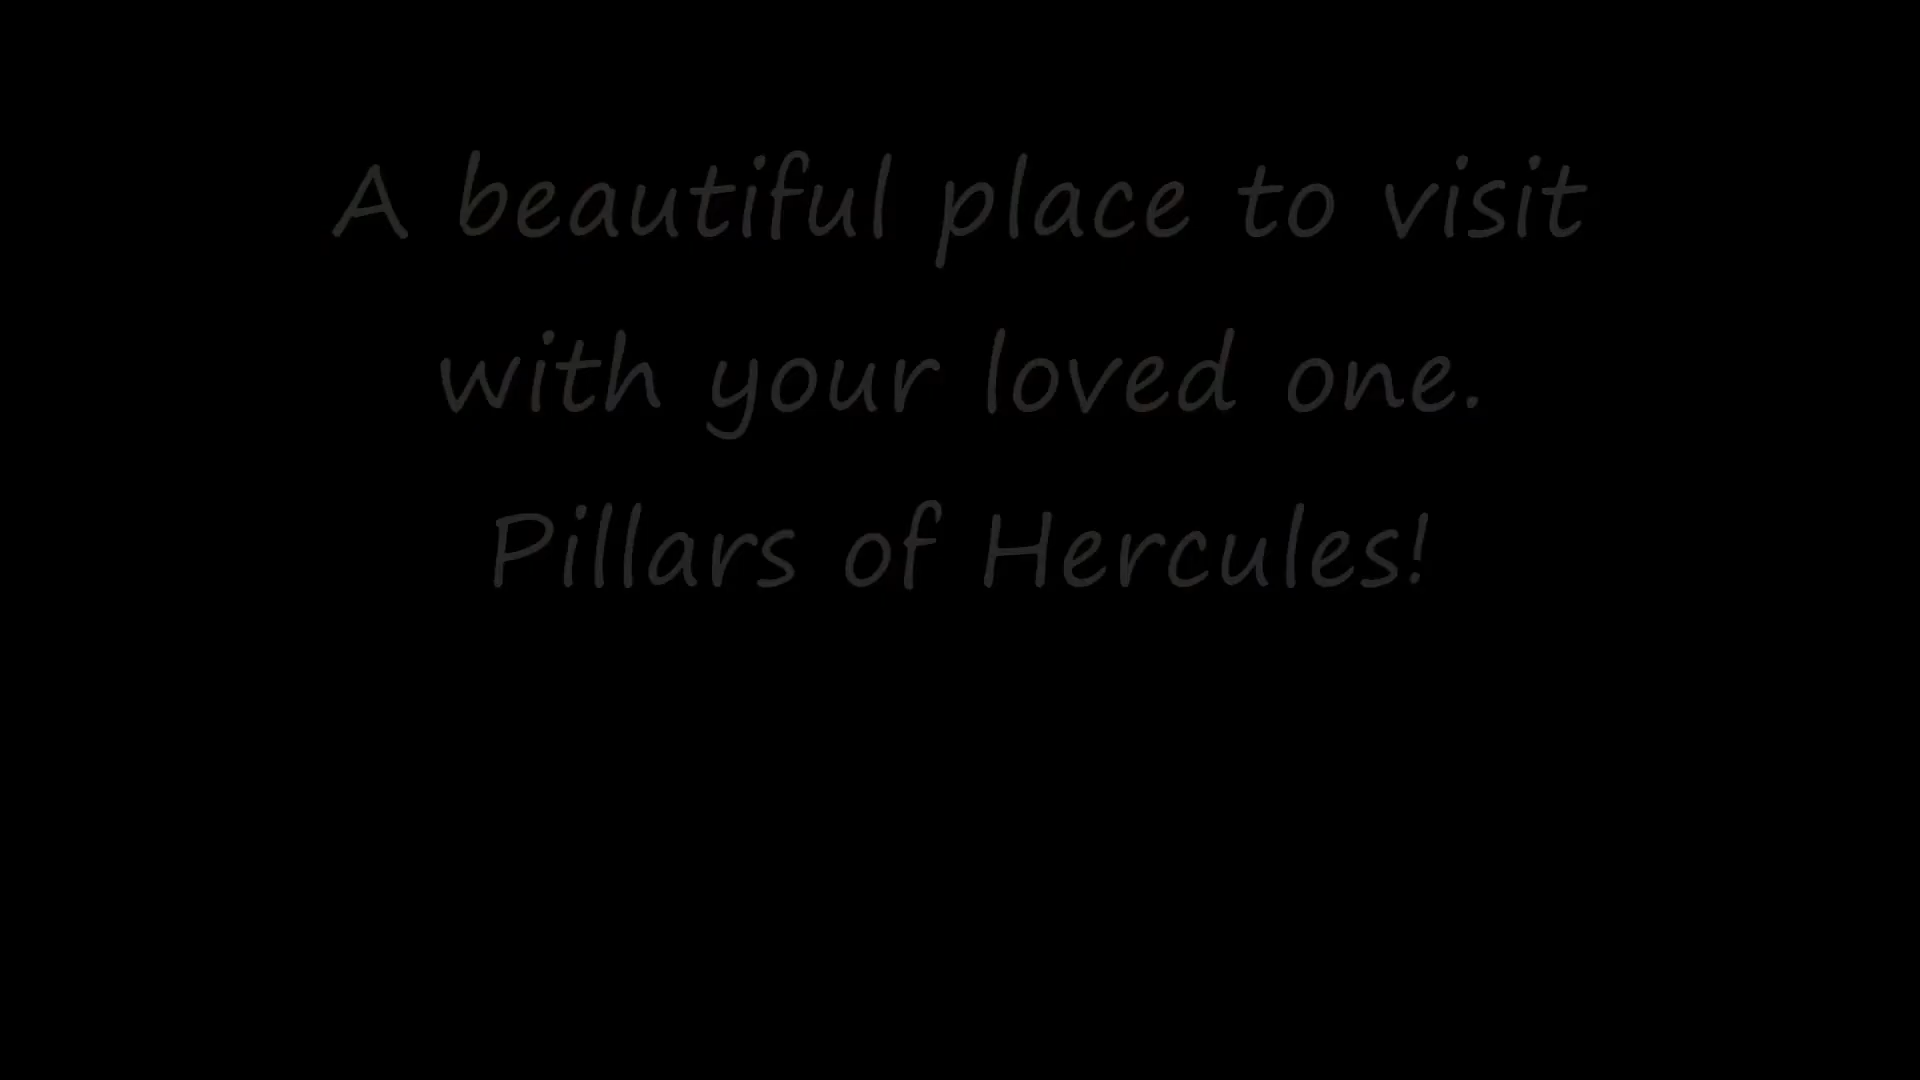 A beautiful place to visit
with your loved one.
Pillars of Hercules!